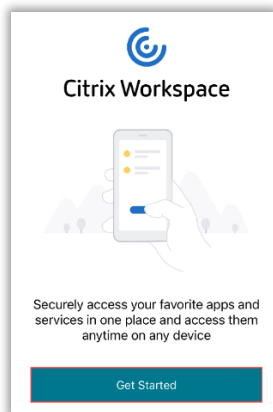 Citrix Workspace
Securely access your favorite apps and
services in one place and access them
anytime on any device
Get Started